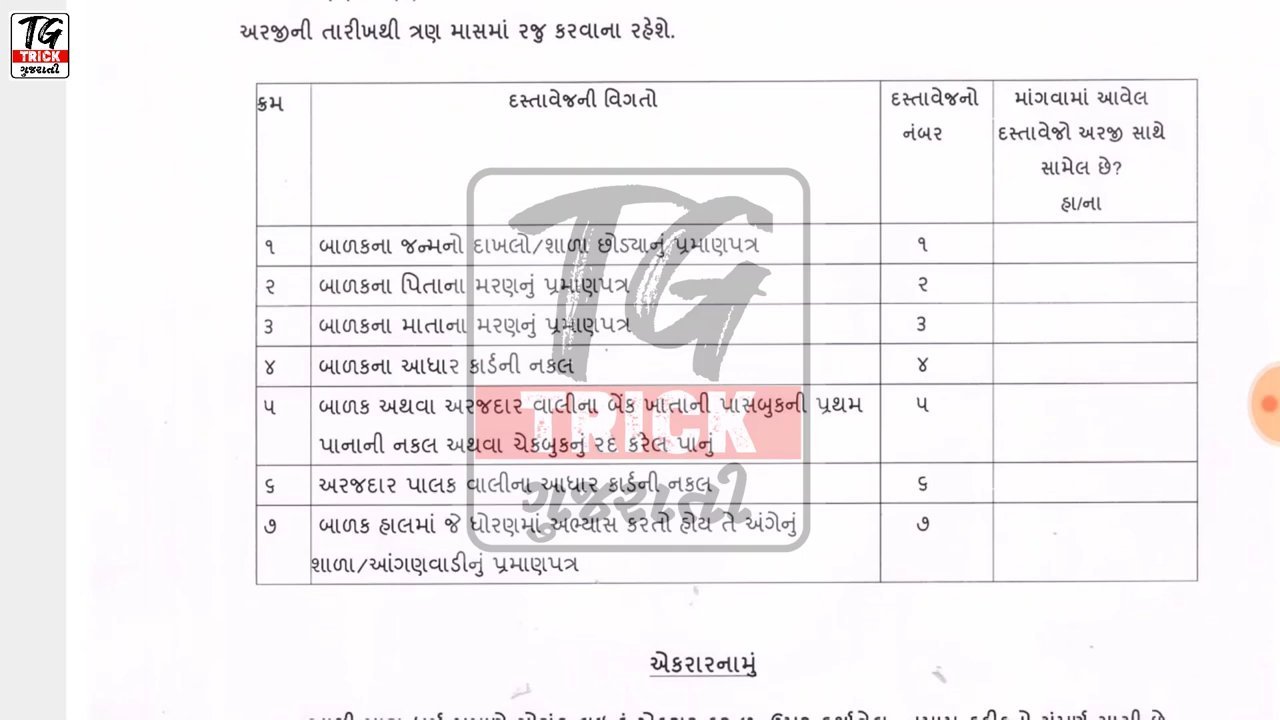 TG
TRICK
ગુજરાતી
અરજીની તારીખથી ત્રણ માસમાં રજુ કરવાના રહેશે.
ક્રમ દસ્તાવેજની વિગતો દસ્તાવેજનો નંબર માંગવામાં આવેલ દસ્તાવેજો અરજી સાથે સામેલ છે? હા/ના
૧ બાળકના જન્મનો દાખલો/શાળા છોડ્યાનું પ્રમાણપત્ર ૧
૨ બાળકના પિતાના મરણનું પ્રમાણપત્ર ૨
૩ બાળકના માતાના મરણનું પ્રમાણપત્ર ૩
૪ બાળકના આધાર કાર્ડની નકલ ૪
૫ બાળક અથવા અરજદાર વાલીના બેંક ખાતાની પાસબુકની પ્રથમ ૫
પાનાની નકલ અથવા ચેકબુકનું રદ કરેલ પાનું
૬ અરજદાર પાલક વાલીના આધાર કાર્ડની નકલ ૬
૭ બાળક હાલમાં જે ધોરણમાં અભ્યાસ કરતો હોય તે અંગેનું ૭
શાળા/આંગણવાડીનું પ્રમાણપત્ર
TG
TRICK
ગુજરાતી
એકરારનામું